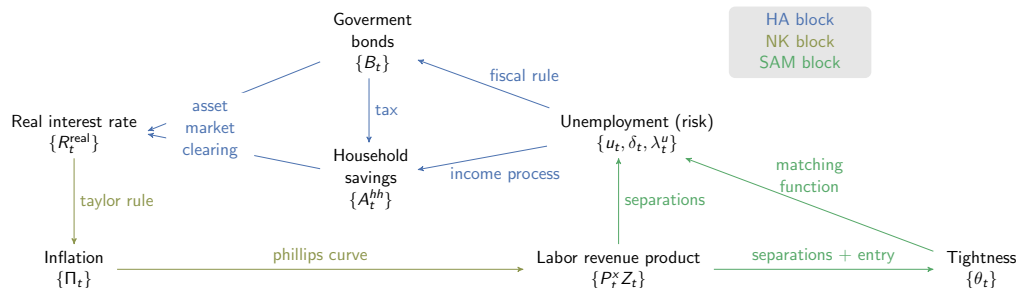 Goverment
bonds
{B_t}
HA block
NK block
SAM block
fiscal rule
asset
market
clearing
tax
Real interest rate
{R_t^real}
Unemployment (risk)
{u_t, δ_t, λ_t^u}
Household
savings
{A_t^hh}
income process
matching
function
taylor rule
separations
Inflation
{Π_t}
phillips curve
Labor revenue product
{P_t^x Z_t}
separations + entry
Tightness
{θ_t}